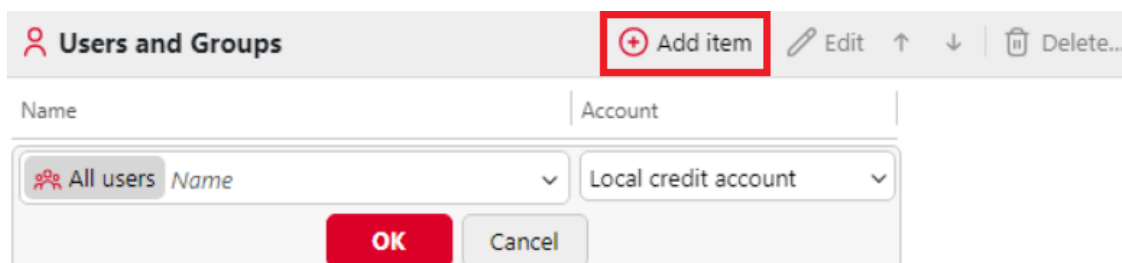 Users and Groups Add item Edit ↑ ↓ Delete...
Name Account
All users Name Local credit account
OK Cancel